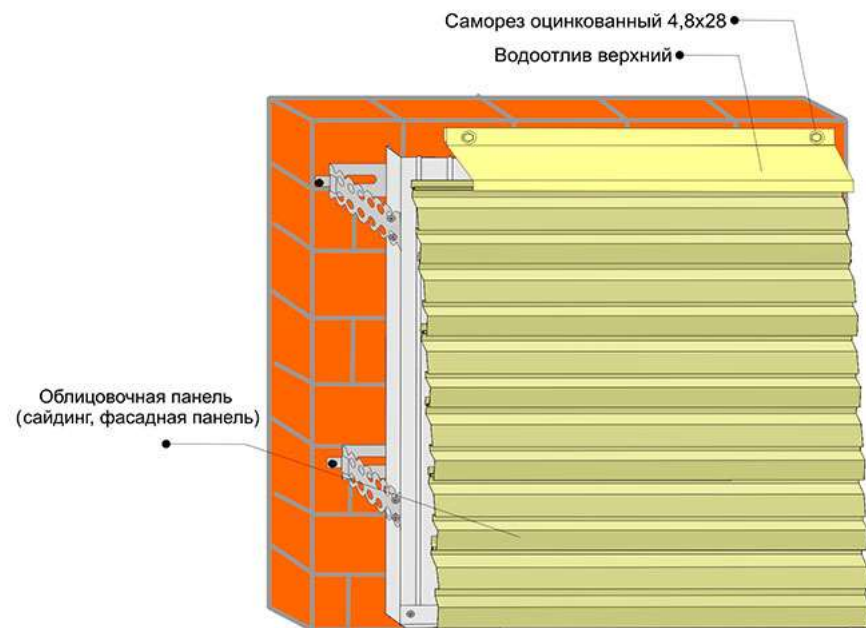 Саморез оцинкованный 4,8х28
Водоотлив верхний
Облицовочная панель
(сайдинг, фасадная панель)